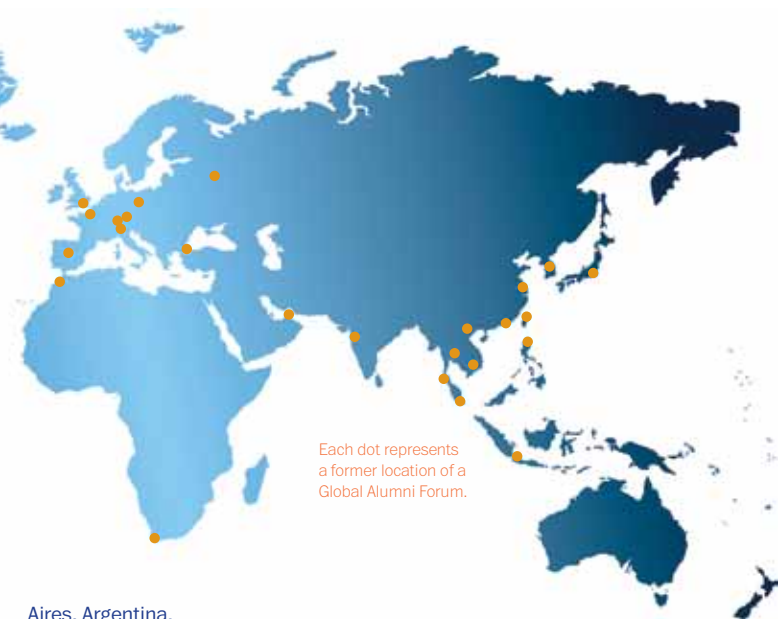 Each dot represents
a former location of a
Global Alumni Forum.
Aires, Argentina.